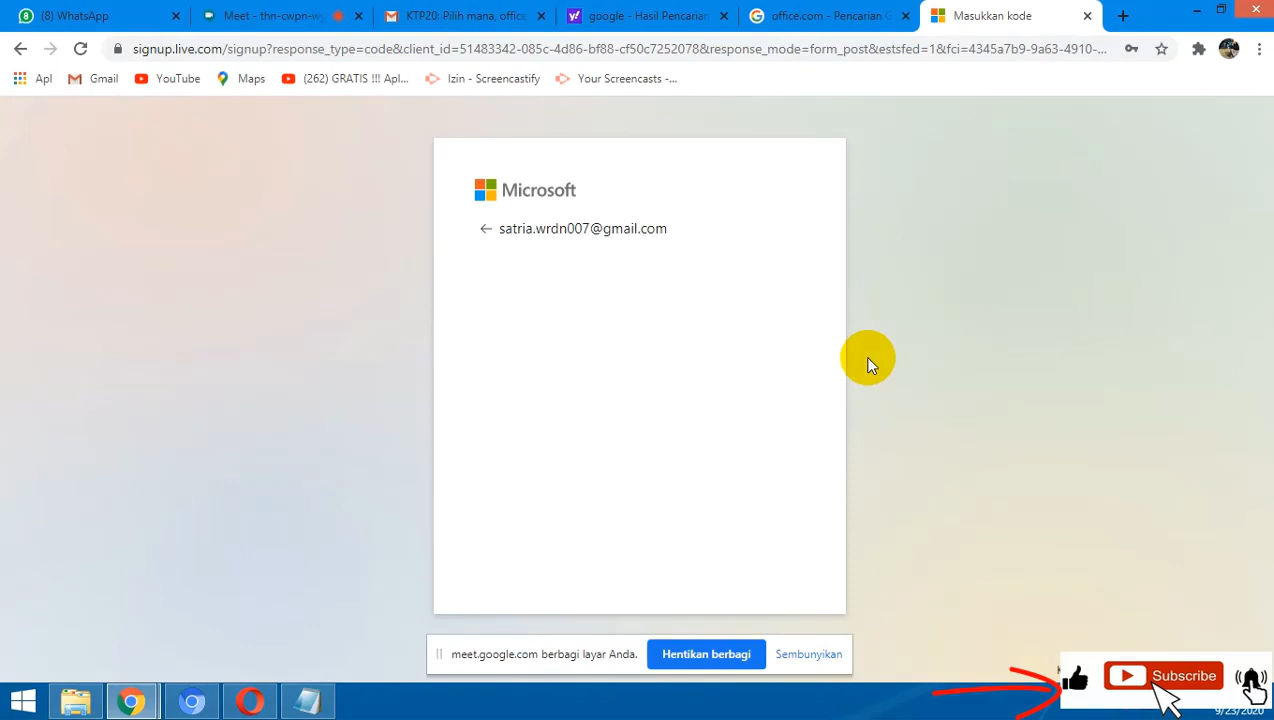 (8) WhatsApp
Meet - thn-cwpn-wy
KTP20: Pilih mana, office
google - Hasil Pencarian
office.com - Pencarian G
Masukkan kode
signup.live.com/signup?response_type=code&client_id=51483342-085c-4d86-bf88-cf50c7252078&response_mode=form_post&estsfed=1&fci=4345a7b9-9a63-4910-...
Apl
Gmail
YouTube
Maps
(262) GRATIS !!! Apl...
Izin - Screencastify
Your Screencasts -...
Microsoft
← satria.wrdn007@gmail.com
meet.google.com berbagi layar Anda.
Hentikan berbagi
Sembunyikan
Subscribe
9/23/2020